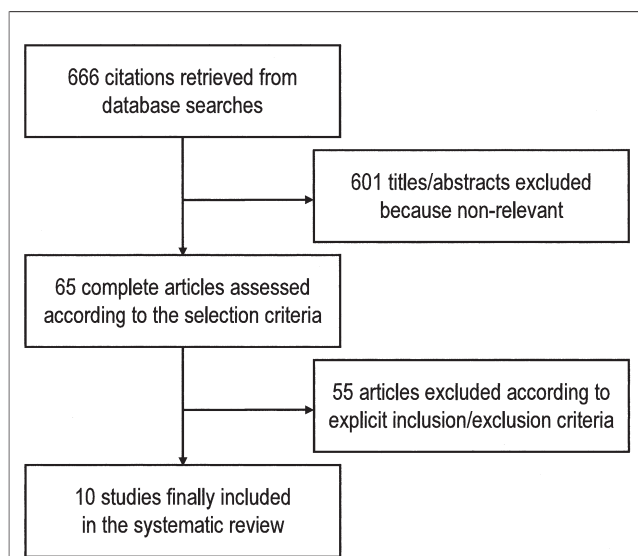 666 citations retrieved from
database searches
601 titles/abstracts excluded
because non-relevant
65 complete articles assessed
according to the selection criteria
55 articles excluded according to
explicit inclusion/exclusion criteria
10 studies finally included
in the systematic review